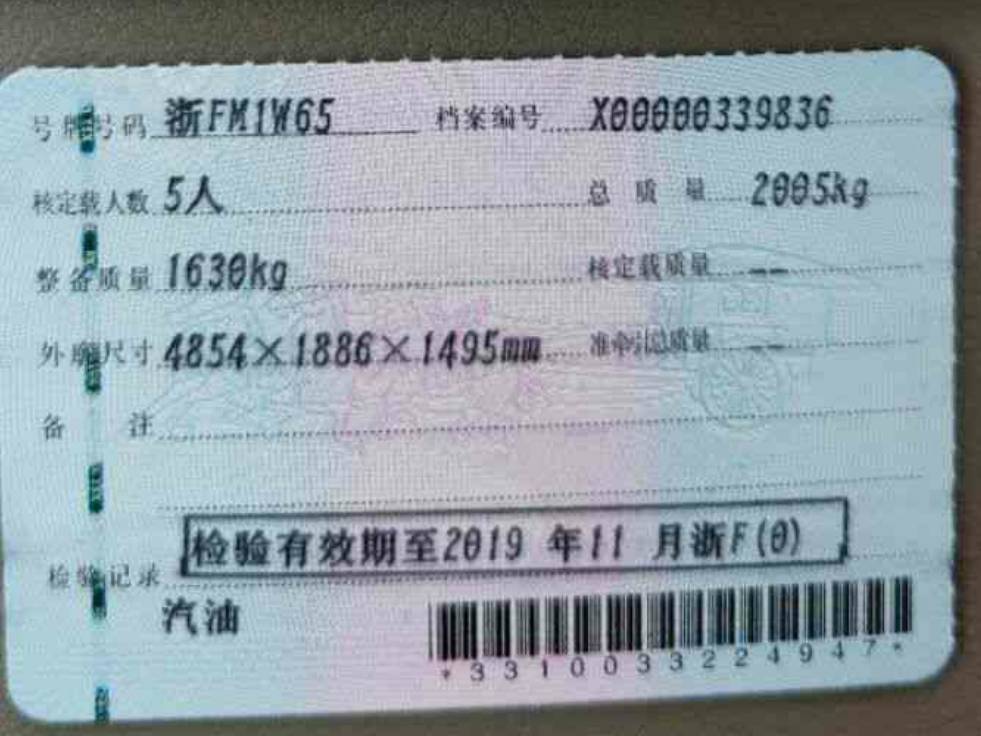 号牌号码 浙FM1W65 档案编号 X00000339836
核定载人数 5人 总质量 2005kg
整备质量 1630kg 核定载质量 --
外廓尺寸 4854×1886×1495mm 准牵引总质量 --
备注
检验有效期至2019 年11 月浙F(0)
检验记录
汽油
*3310033224947*